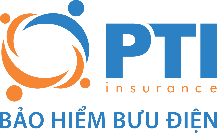 PTI
insurance
BẢO HIỂM BƯU ĐIỆN